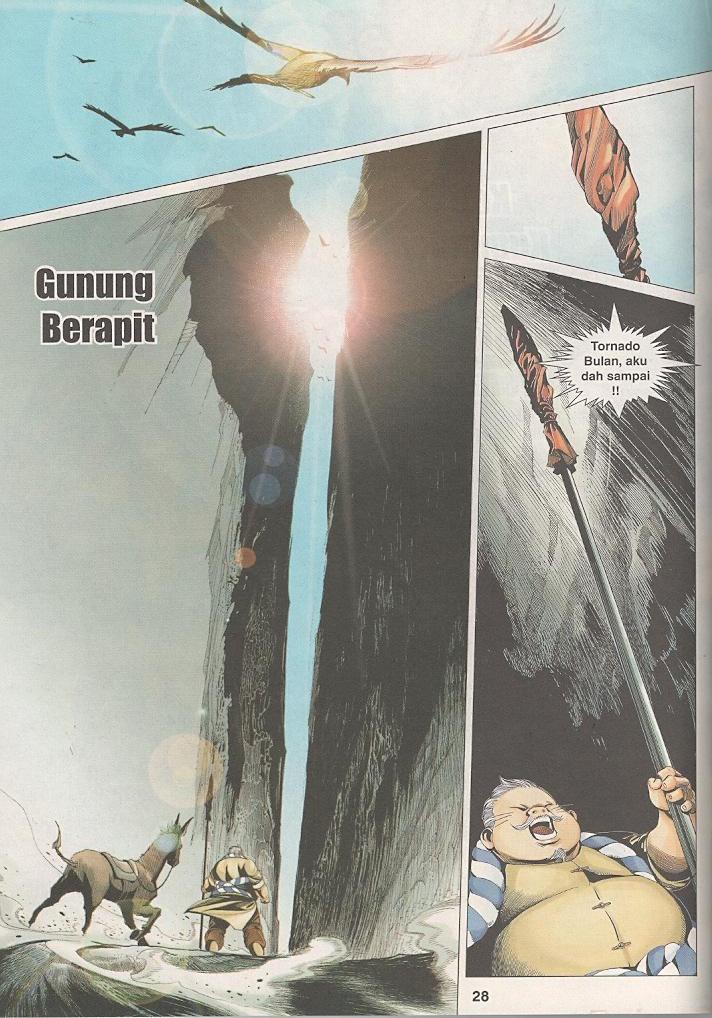 Gunung
Berapit
Tornado
Bulan, aku
dah sampai
!!
28